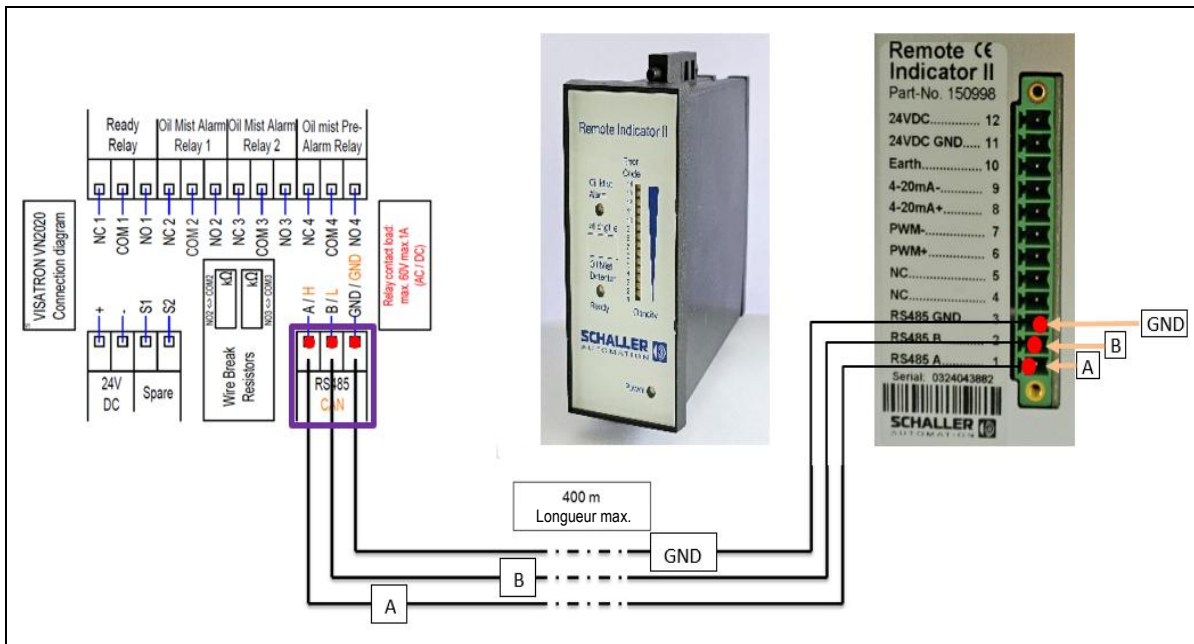 VISATRON VN2020
Connection diagram
Ready
Relay
Oil Mist Alarm
Relay 1
Oil Mist Alarm
Relay 2
Oil mist Pre-
Alarm Relay
NC 1
COM 1
NO 1
NC 2
COM 2
NO 2
NC 3
COM 3
NO 3
NC 4
COM 4
NO 4
Relay contact load:
max. 60V max.1A
(AC / DC)
+
-
S1
S2
24V
DC
Spare
NO2 <=> COM2
kΩ
kΩ
NO3 <=> COM3
Wire Break
Resistors
A / H
B / L
GND / GND
RS485
CAN
Remote Indicator II
Error
Code
Oil Mist
Alarm
Oil Mist
Detector
Ready
Opacity
SCHALLER
AUTOMATION
Power
Remote CE
Indicator II
Part-No. 150998
24VDC............ 12
24VDC GND..... 11
Earth............... 10
4-20mA-.......... 9
4-20mA+......... 8
PWM-.............. 7
PWM+............. 6
NC................... 5
NC................... 4
RS485 GND 3
RS485 B 2
RS485 A 1
Serial: 0324043882
SCHALLER
AUTOMATION
GND
B
A
400 m
Longueur max.
GND
B
A